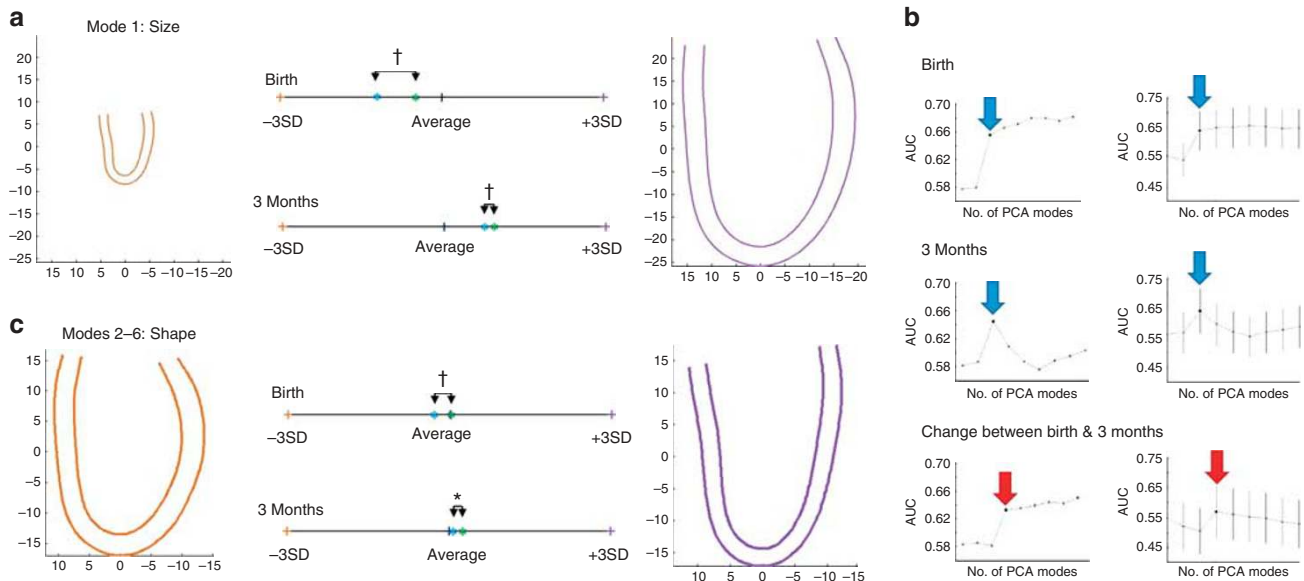 a
Mode 1: Size
25
20
15
10
5
0
−5
−10
−15
−20
−25
15 10 5 0 −5 −10 −15 −20
†
Birth
−3SD
Average
+3SD
†
3 Months
−3SD
Average
+3SD
25
20
15
10
5
0
−5
−10
−15
−20
−25
15 10 5 0 −5 −10 −15 −20
b
Birth
0.70
0.66
0.62
0.58
AUC
No. of PCA modes
0.75
0.65
0.55
0.45
AUC
No. of PCA modes
3 Months
0.70
0.66
0.62
0.58
AUC
No. of PCA modes
0.75
0.65
0.55
0.45
AUC
No. of PCA modes
Change between birth & 3 months
0.70
0.66
0.62
0.58
AUC
No. of PCA modes
0.75
0.65
0.55
0.45
AUC
No. of PCA modes
c
Modes 2–6: Shape
15
10
5
0
−5
−10
−15
10 5 0 −5 −10 −15
†
Birth
−3SD
Average
+3SD
*
3 Months
−3SD
Average
+3SD
15
10
5
0
−5
−10
−15
10 5 0 −5 −10 −15